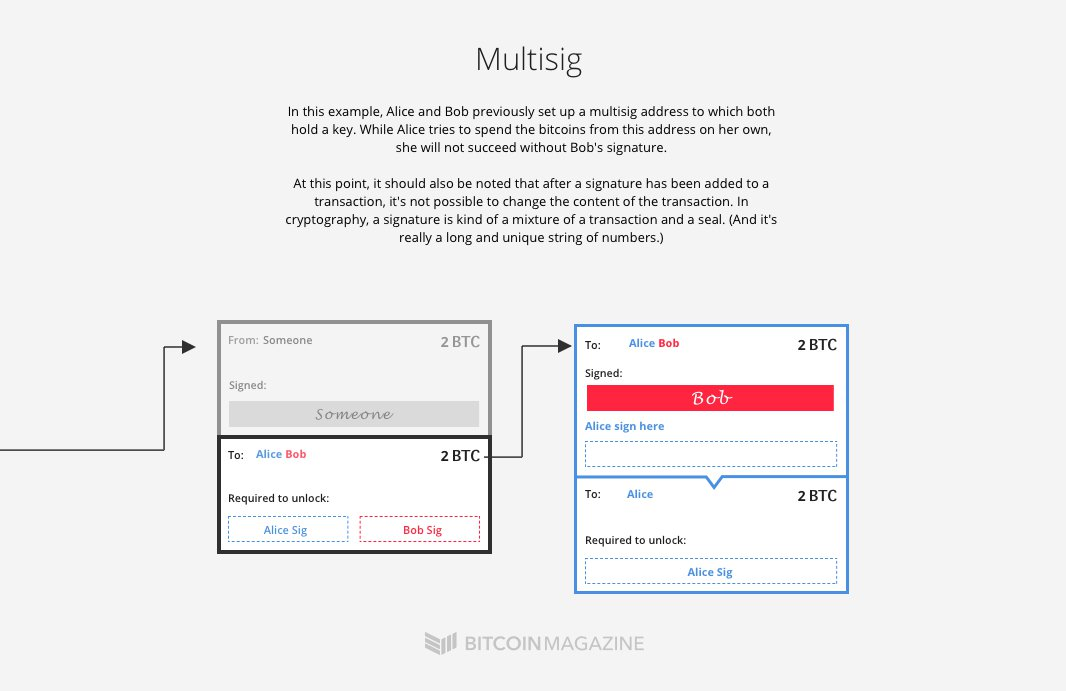 Multisig
In this example, Alice and Bob previously set up a multisig address to which both
hold a key. While Alice tries to spend the bitcoins from this address on her own,
she will not succeed without Bob's signature.
At this point, it should also be noted that after a signature has been added to a
transaction, it's not possible to change the content of the transaction. In
cryptography, a signature is kind of a mixture of a transaction and a seal. (And it's
really a long and unique string of numbers.)
From: Someone 2 BTC
Signed:
Someone
To: Alice Bob 2 BTC
Required to unlock:
Alice Sig Bob Sig
To: Alice Bob 2 BTC
Signed:
Bob
Alice sign here
To: Alice 2 BTC
Required to unlock:
Alice Sig
BITCOINMAGAZINE